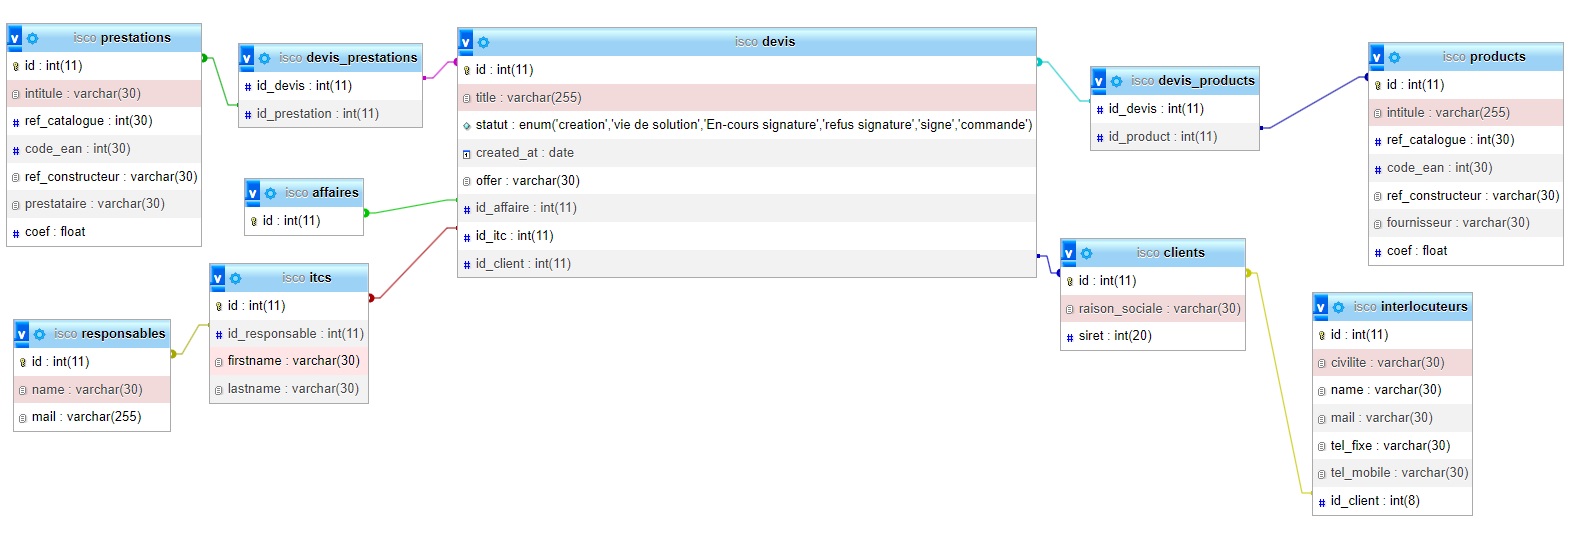 isco prestations
id : int(11)
intitule : varchar(30)
ref_catalogue : int(30)
code_ean : int(30)
ref_constructeur : varchar(30)
prestataire : varchar(30)
coef : float
isco devis_prestations
id_devis : int(11)
id_prestation : int(11)
isco affaires
id : int(11)
isco itcs
id : int(11)
id_responsable : int(11)
firstname : varchar(30)
lastname : varchar(30)
isco responsables
id : int(11)
name : varchar(30)
mail : varchar(255)
isco devis
id : int(11)
title : varchar(255)
statut : enum('creation','vie de solution','En-cours signature','refus signature','signe','commande')
created_at : date
offer : varchar(30)
id_affaire : int(11)
id_itc : int(11)
id_client : int(11)
isco devis_products
id_devis : int(11)
id_product : int(11)
isco clients
id : int(11)
raison_sociale : varchar(30)
siret : int(20)
isco products
id : int(11)
intitule : varchar(255)
ref_catalogue : int(30)
code_ean : int(30)
ref_constructeur : varchar(30)
fournisseur : varchar(30)
coef : float
isco interlocuteurs
id : int(11)
civilite : varchar(30)
name : varchar(30)
mail : varchar(30)
tel_fixe : varchar(30)
tel_mobile : varchar(30)
id_client : int(8)